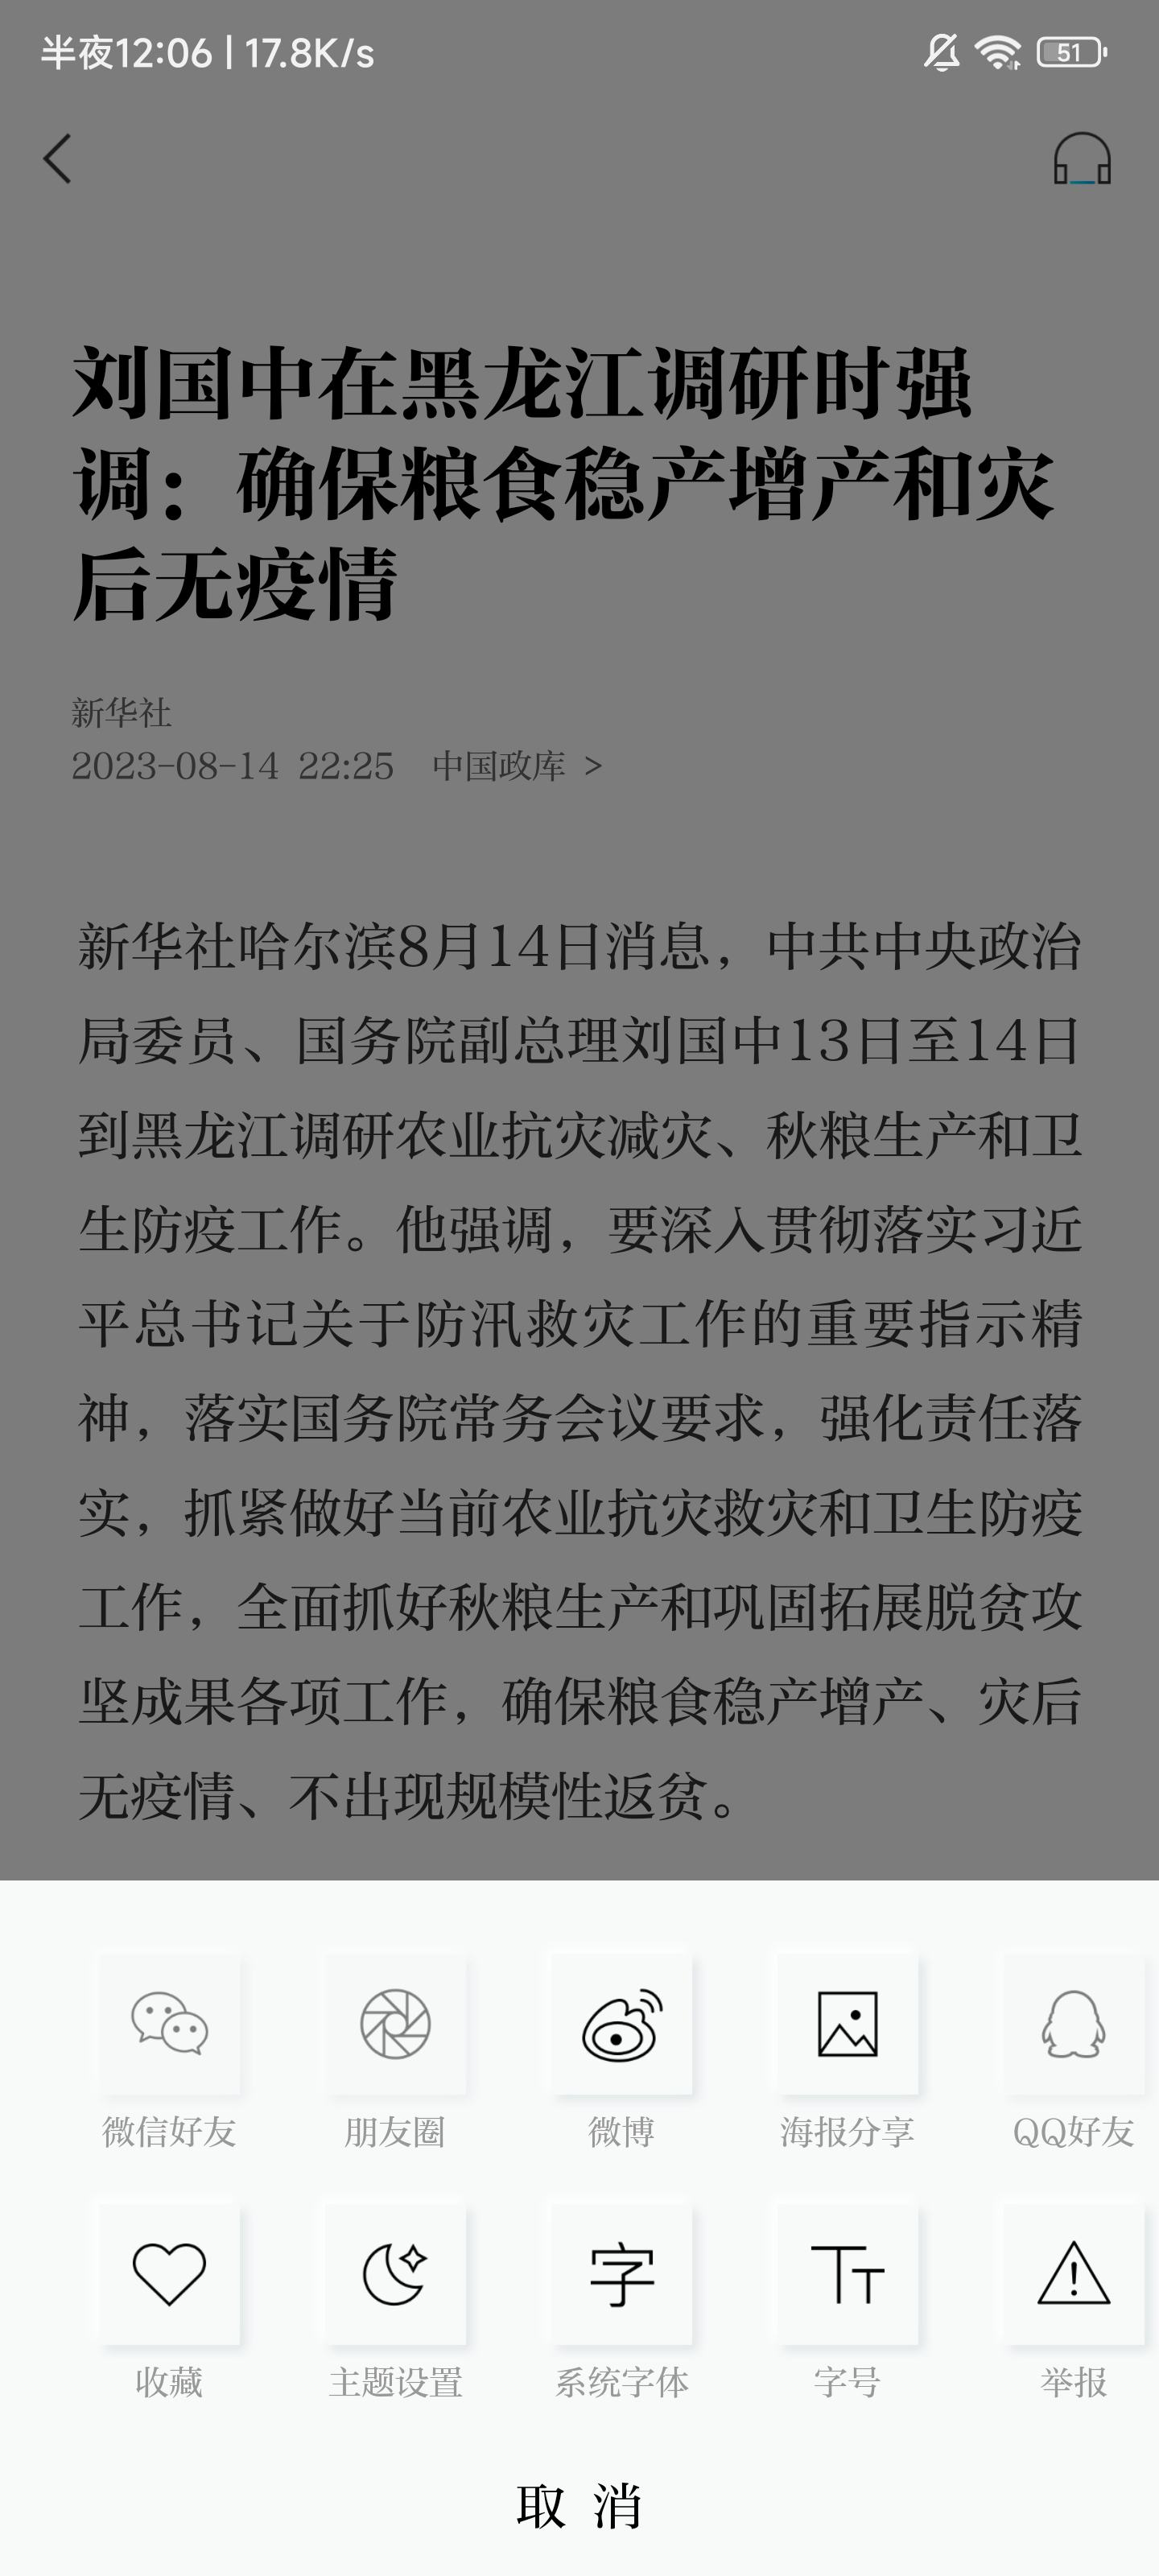 半夜12:06 | 17.8K/s
51
刘国中在黑龙江调研时强
调：确保粮食稳产增产和灾
后无疫情
新华社
2023-08-14 22:25 中国政库 >
新华社哈尔滨8月14日消息，中共中央政治
局委员、国务院副总理刘国中13日至14日
到黑龙江调研农业抗灾减灾、秋粮生产和卫
生防疫工作。他强调，要深入贯彻落实习近
平总书记关于防汛救灾工作的重要指示精
神，落实国务院常务会议要求，强化责任落
实，抓紧做好当前农业抗灾救灾和卫生防疫
工作，全面抓好秋粮生产和巩固拓展脱贫攻
坚成果各项工作，确保粮食稳产增产、灾后
无疫情、不出现规模性返贫。
微信好友 朋友圈 微博 海报分享 QQ好友
字 TT
收藏 主题设置 系统字体 字号 举报
取 消